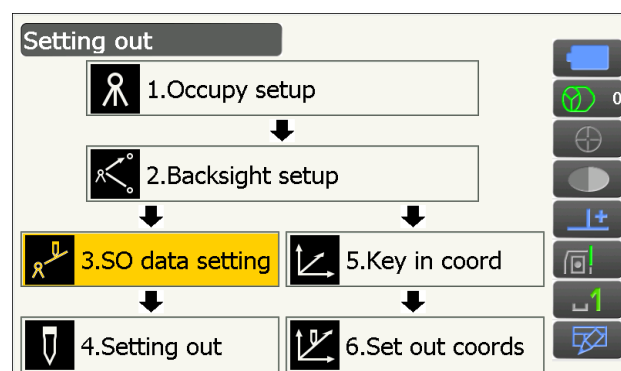 Setting out
1.Occupy setup
2.Backsight setup
3.SO data setting
5.Key in coord
4.Setting out
6.Set out coords
0
1